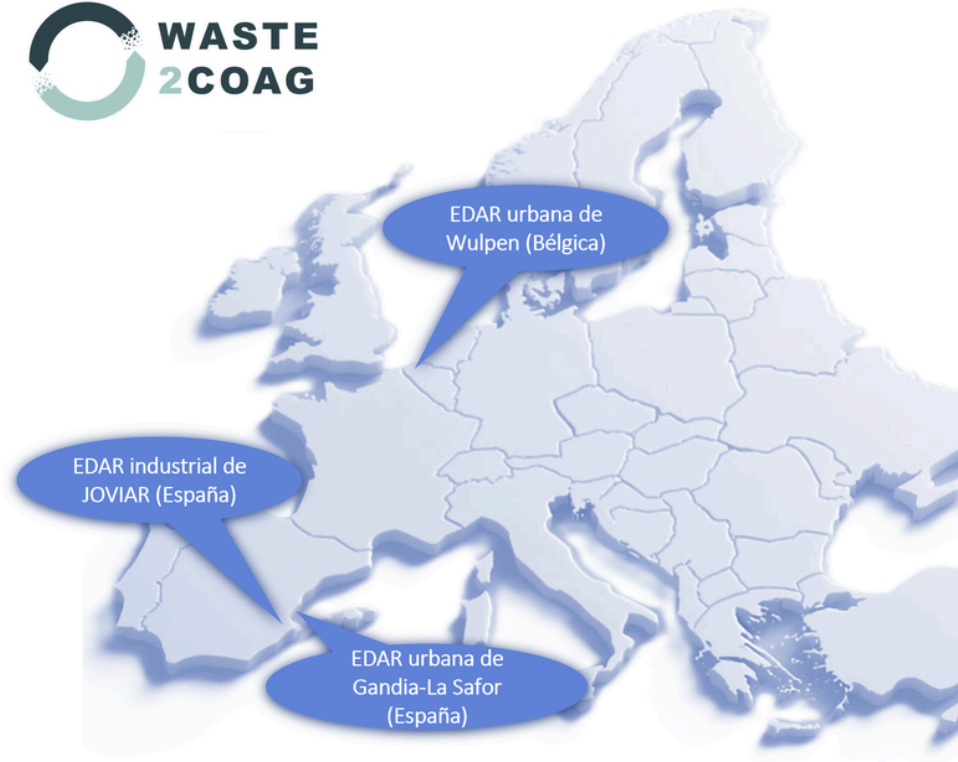 WASTE
2COAG
EDAR urbana de
Wulpen (Bélgica)
EDAR industrial de
JOVIAR (España)
EDAR urbana de
Gandia-La Safor
(España)